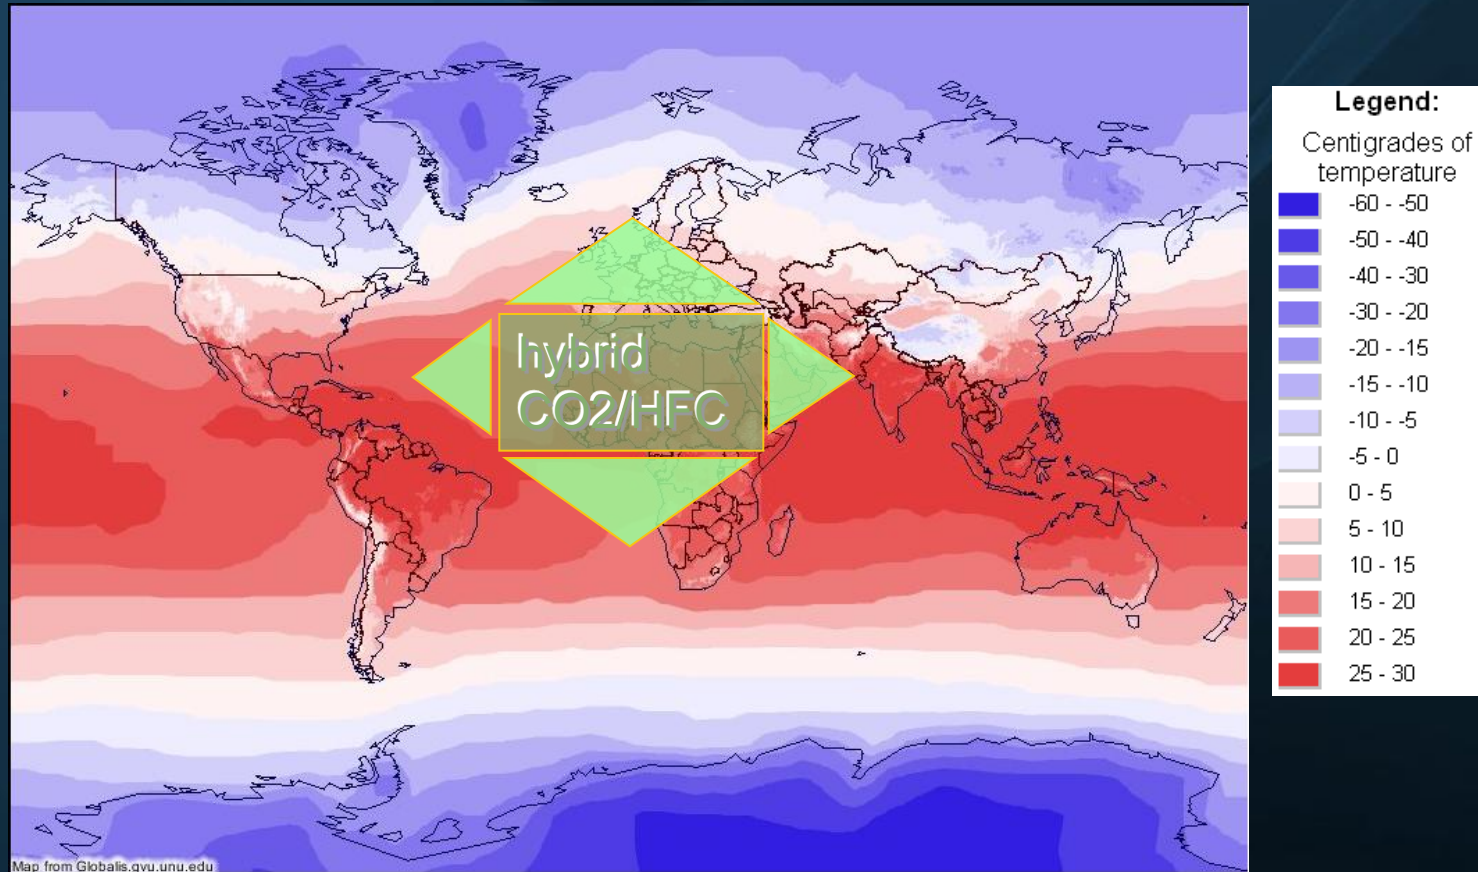 hybrid
CO2/HFC
Legend:
Centigrades of
temperature
-60 - -50
-50 - -40
-40 - -30
-30 - -20
-20 - -15
-15 - -10
-10 - -5
-5 - 0
0 - 5
5 - 10
10 - 15
15 - 20
20 - 25
25 - 30
Map from Globalis.gvu.unu.edu